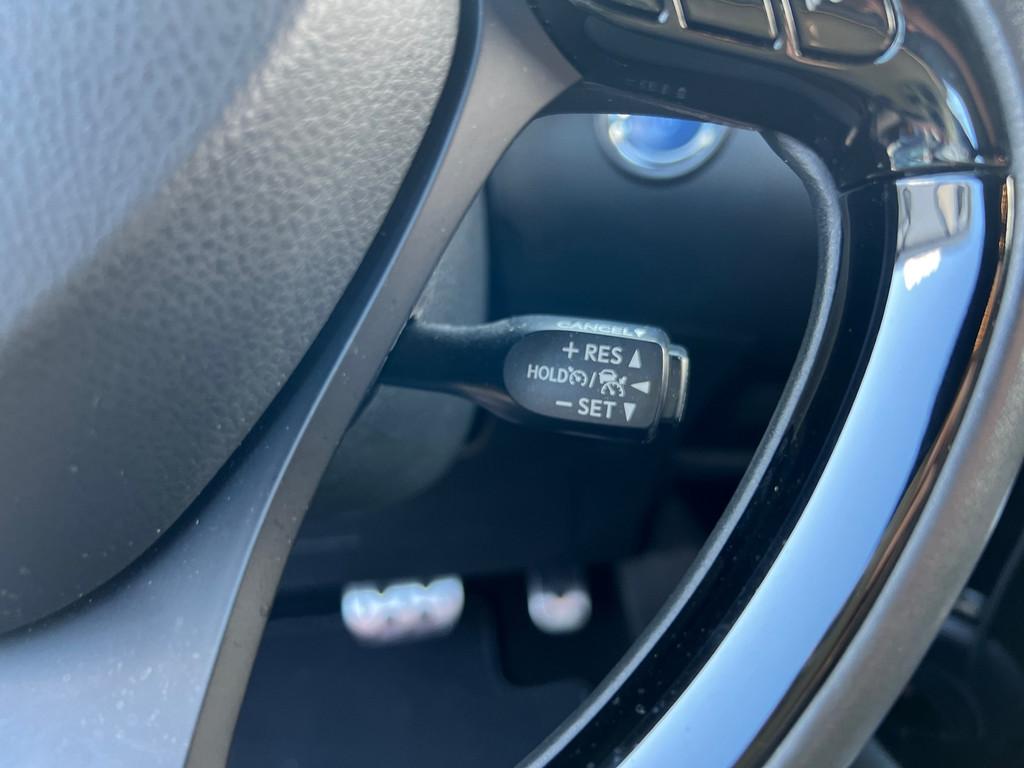 CANCEL▼
+ RES ▲
HOLD / ◀
− SET ▼